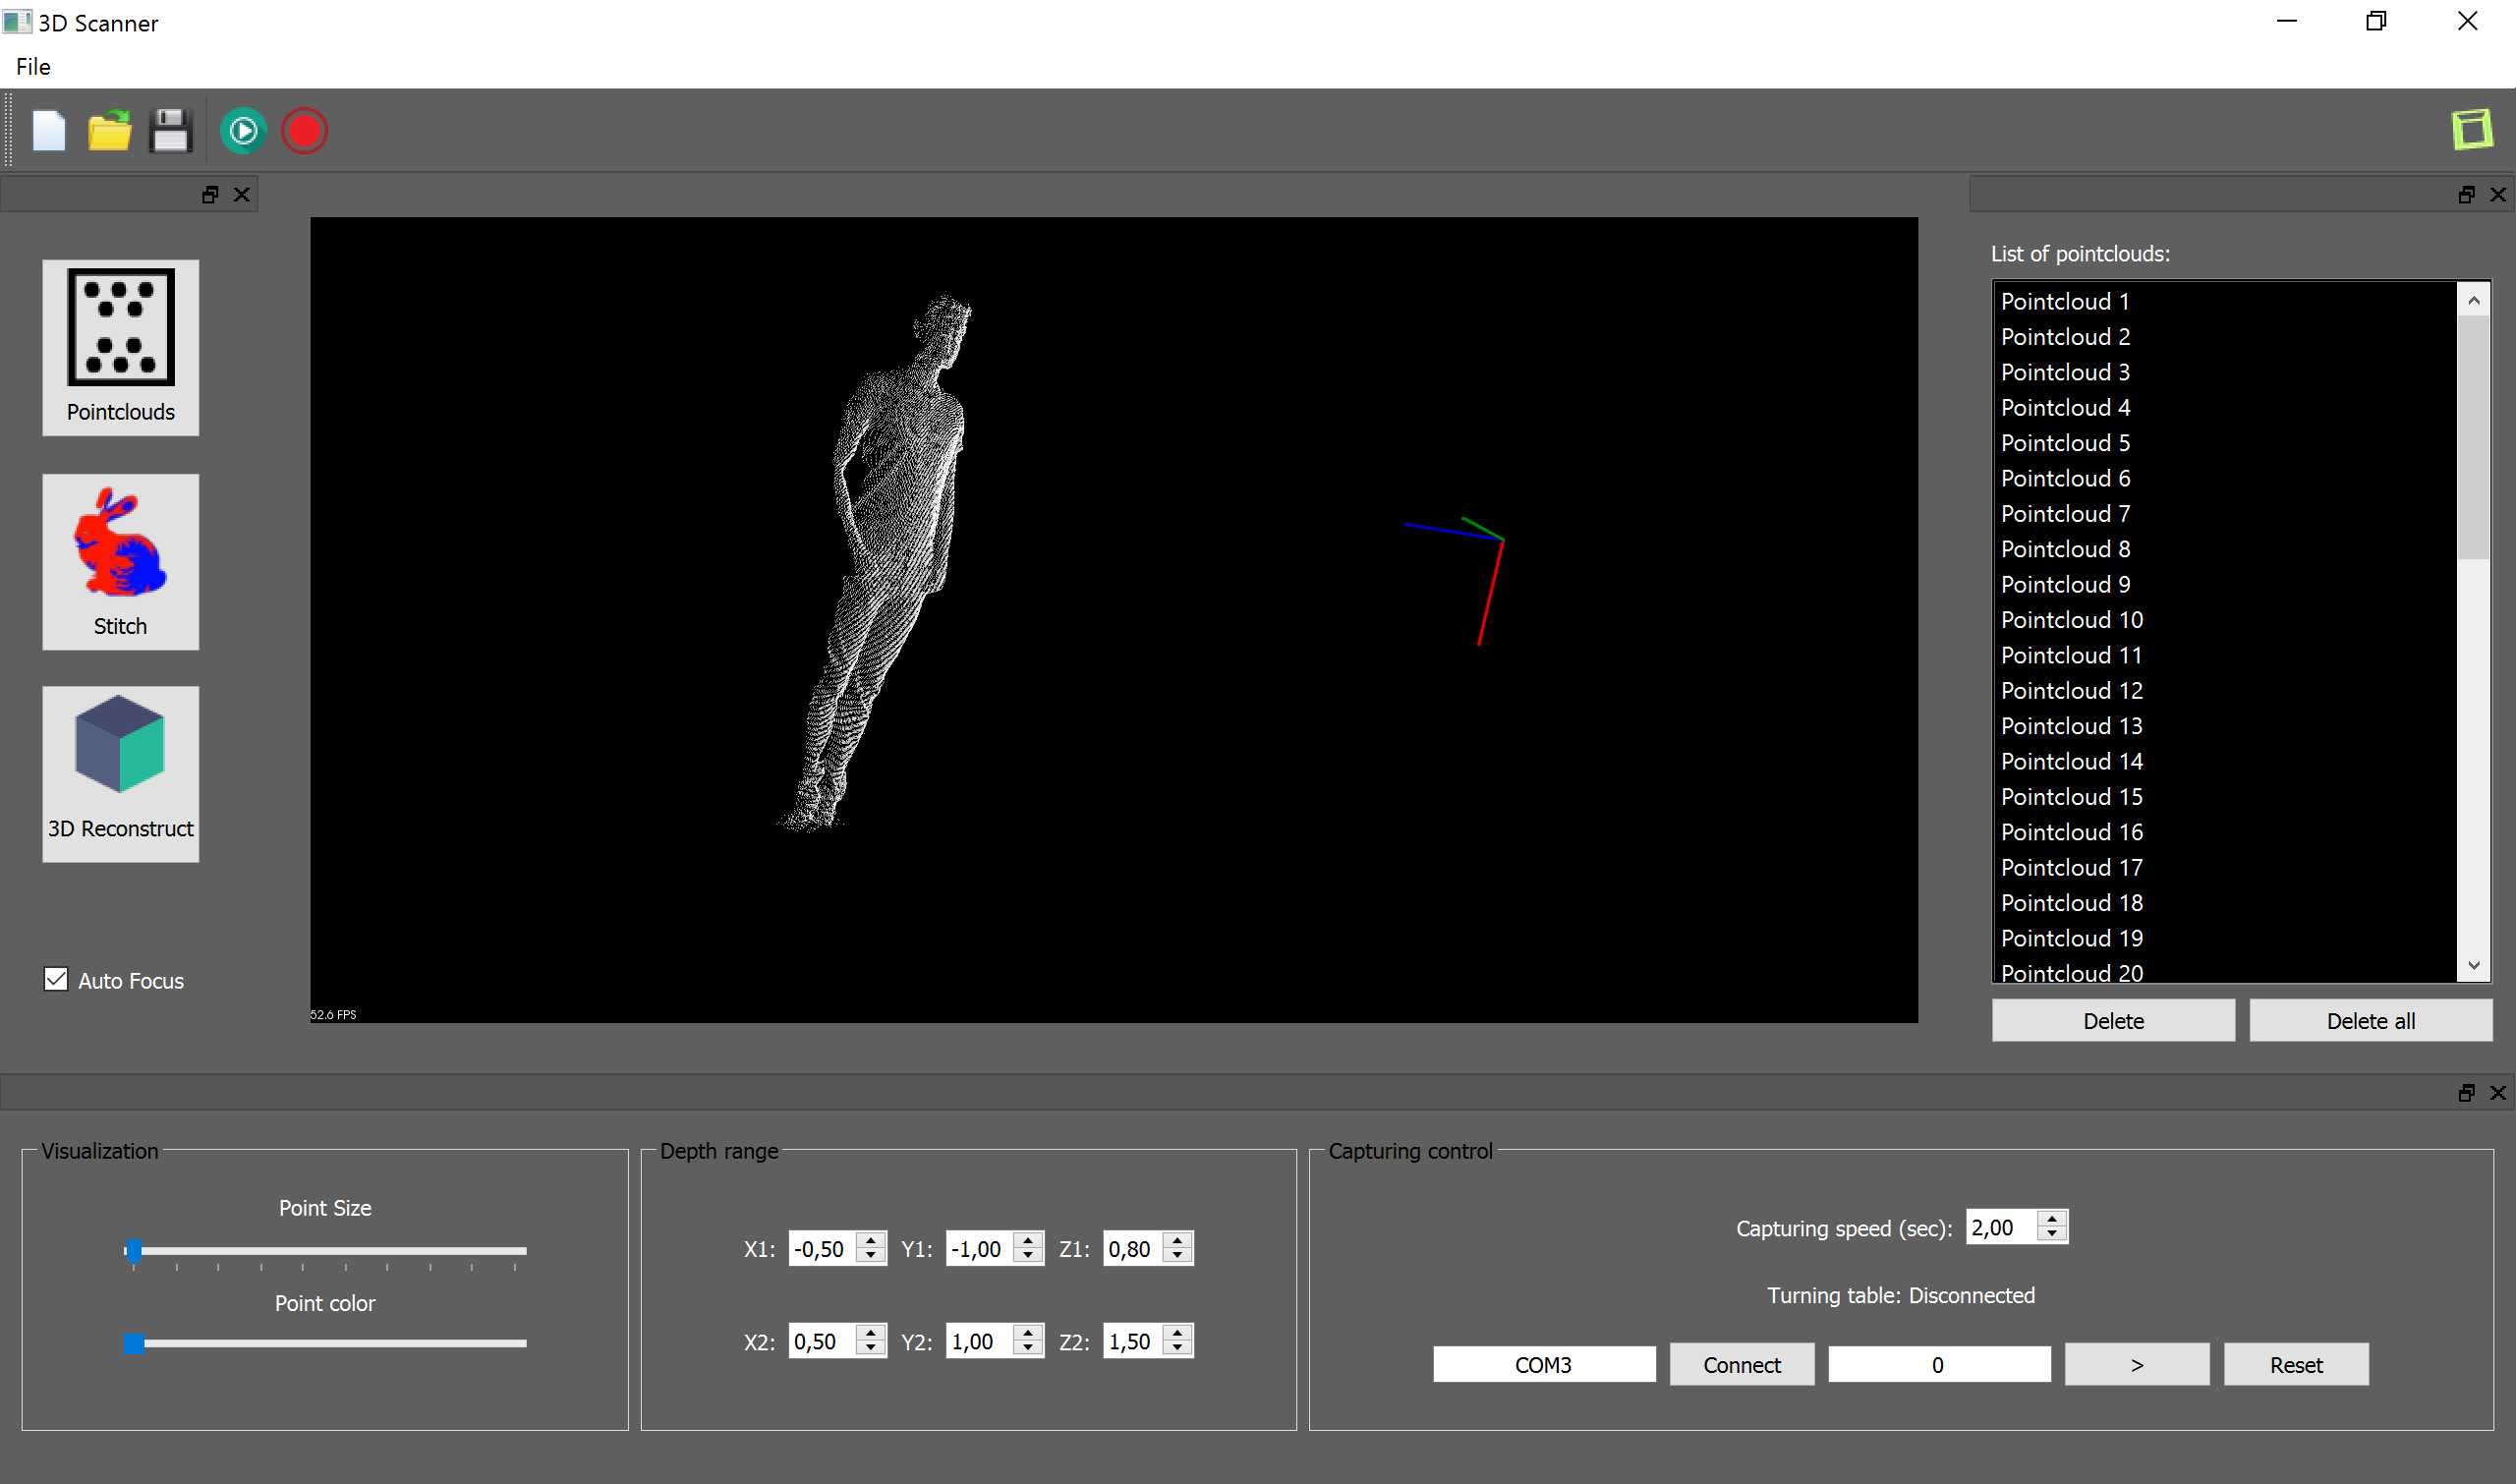 3D Scanner
File
Pointclouds
Stitch
3D Reconstruct
Auto Focus
52.6 FPS
List of pointclouds:
Pointcloud 1
Pointcloud 2
Pointcloud 3
Pointcloud 4
Pointcloud 5
Pointcloud 6
Pointcloud 7
Pointcloud 8
Pointcloud 9
Pointcloud 10
Pointcloud 11
Pointcloud 12
Pointcloud 13
Pointcloud 14
Pointcloud 15
Pointcloud 16
Pointcloud 17
Pointcloud 18
Pointcloud 19
Pointcloud 20
Delete Delete all
Visualization
Point Size
Point color
Depth range
X1: -0,50 Y1: -1,00 Z1: 0,80
X2: 0,50 Y2: 1,00 Z2: 1,50
Capturing control
Capturing speed (sec): 2,00
Turning table: Disconnected
COM3 Connect 0 > Reset